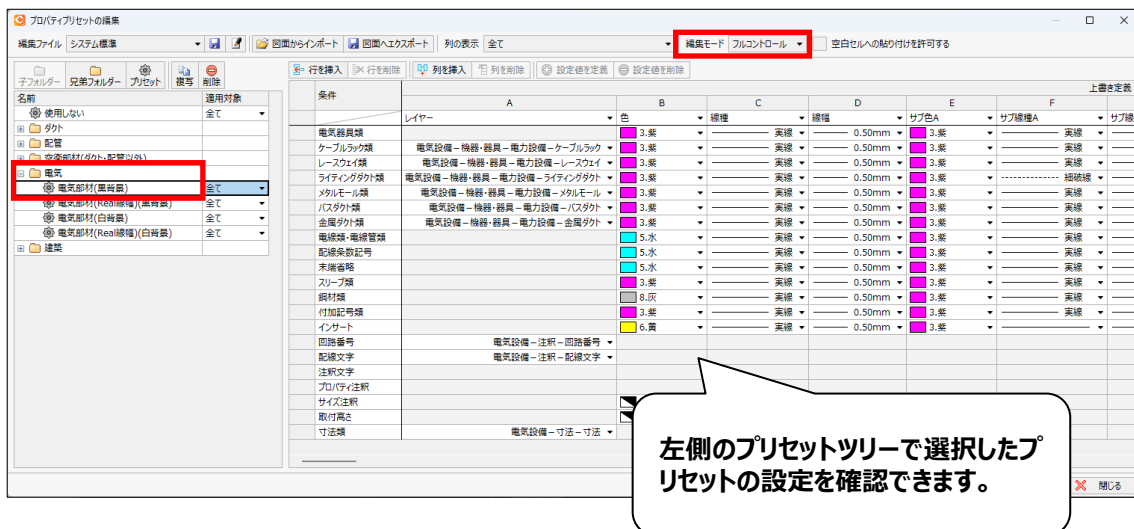 プロパティプリセットの編集
編集ファイル システム標準 図面からインポート 図面へエクスポート 列の表示 全て 編集モード フルコントロール 空白セルへの貼り付けを許可する
子フォルダー 兄弟フォルダー プリセット 複写 削除
行を挿入 行を削除 列を挿入 列を削除 設定値を定義 設定値を削除
名前 適用対象
使用しない 全て
ダクト
配管
空衛部材(ダクト・配管以外)
電気
電気部材(黒背景) 全て
電気部材(Real線幅)(黒背景) 全て
電気部材(白背景) 全て
電気部材(Real線幅)(白背景) 全て
建築
条件 上書き定義
A B C D E F
レイヤー 色 線種 線幅 サブ色A サブ線種A サブ線
電気器具類 3.紫 実線 0.50mm 3.紫 実線
ケーブルラック類 電気設備－機器・器具－電力設備－ケーブルラック 3.紫 実線 0.50mm 3.紫 実線
レースウェイ類 電気設備－機器・器具－電力設備－レースウェイ 3.紫 実線 0.50mm 3.紫 実線
ライティングダクト類 電気設備－機器・器具－電力設備－ライティングダクト 3.紫 実線 0.50mm 3.紫 細破線
メタルモール類 電気設備－機器・器具－電力設備－メタルモール 3.紫 実線 0.50mm 3.紫 実線
バスダクト類 電気設備－機器・器具－電力設備－バスダクト 3.紫 実線 0.50mm 3.紫 実線
金属ダクト類 電気設備－機器・器具－電力設備－金属ダクト 3.紫 実線 0.50mm 3.紫 実線
電線類・電線管類 5.水 実線 0.50mm 3.紫 実線
配線条数記号 5.水 実線 0.50mm 3.紫 実線
末端省略 5.水 実線 0.50mm 3.紫 実線
スリーブ類 3.紫 実線 0.50mm 3.紫 実線
鋼材類 8.灰 実線 0.50mm 3.紫 実線
付加記号類 3.紫 実線 0.50mm 3.紫 実線
インサート 6.黄 実線 0.50mm 3.紫
回路番号 電気設備－注釈－回路番号
配線文字 電気設備－注釈－配線文字
注釈文字
プロパティ注釈
サイズ注釈
取付高さ
寸法類 電気設備－寸法－寸法
左側のプリセットツリーで選択したプ
リセットの設定を確認できます。
閉じる